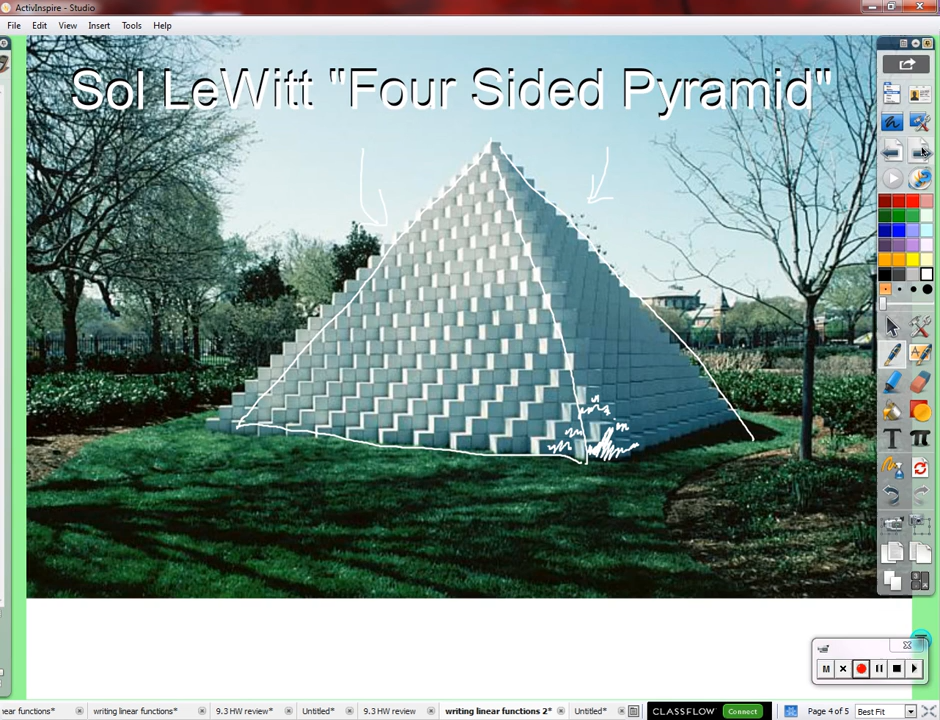 ActivInspire - Studio
File Edit View Insert Tools Help
Sol LeWitt "Four Sided Pyramid"
M
near functions* writing linear functions* 9.3 HW review* Untitled* 9.3 HW review writing linear functions 2* Untitled* CLASSFLOW Connect Page 4 of 5 Best Fit